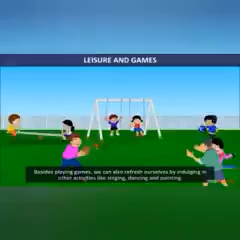 LEISURE AND GAMES
Besides playing games, we can also refresh ourselves by indulging in
other activities like singing, dancing and painting.